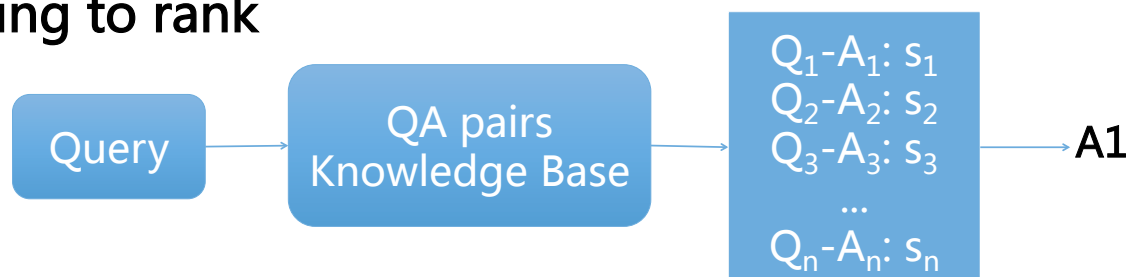 ing to rank
Query
QA pairs
Knowledge Base
Q₁-A₁: s₁
Q₂-A₂: s₂
Q₃-A₃: s₃
...
Qₙ-Aₙ: sₙ
A1